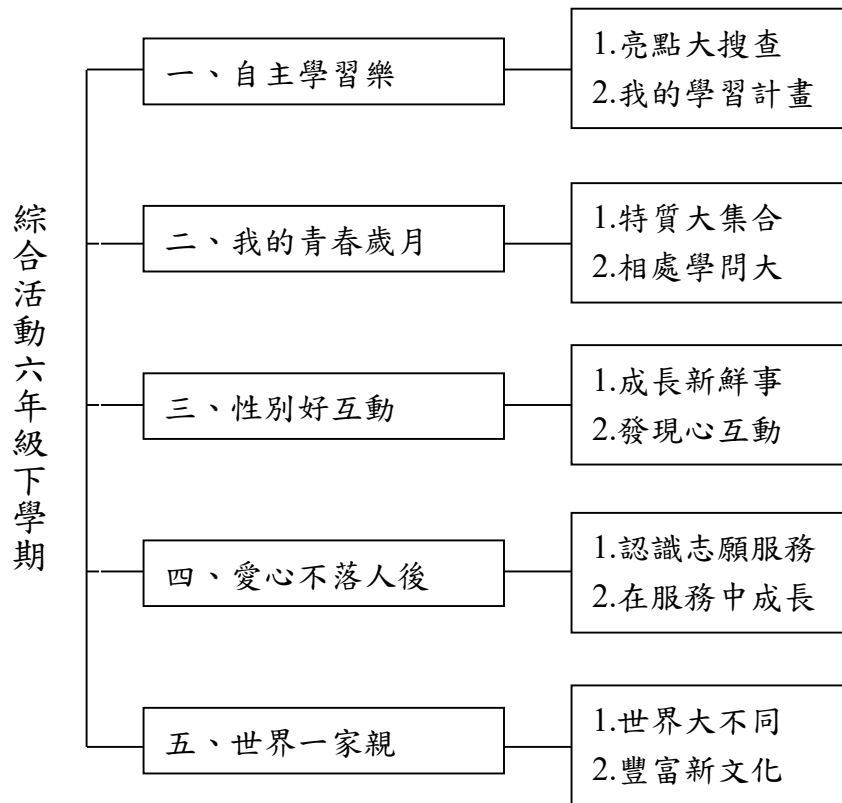 綜合活動六年級下學期
一、自主學習樂
1.亮點大搜查
2.我的學習計畫
二、我的青春歲月
1.特質大集合
2.相處學問大
三、性別好互動
1.成長新鮮事
2.發現心互動
四、愛心不落人後
1.認識志願服務
2.在服務中成長
五、世界一家親
1.世界大不同
2.豐富新文化